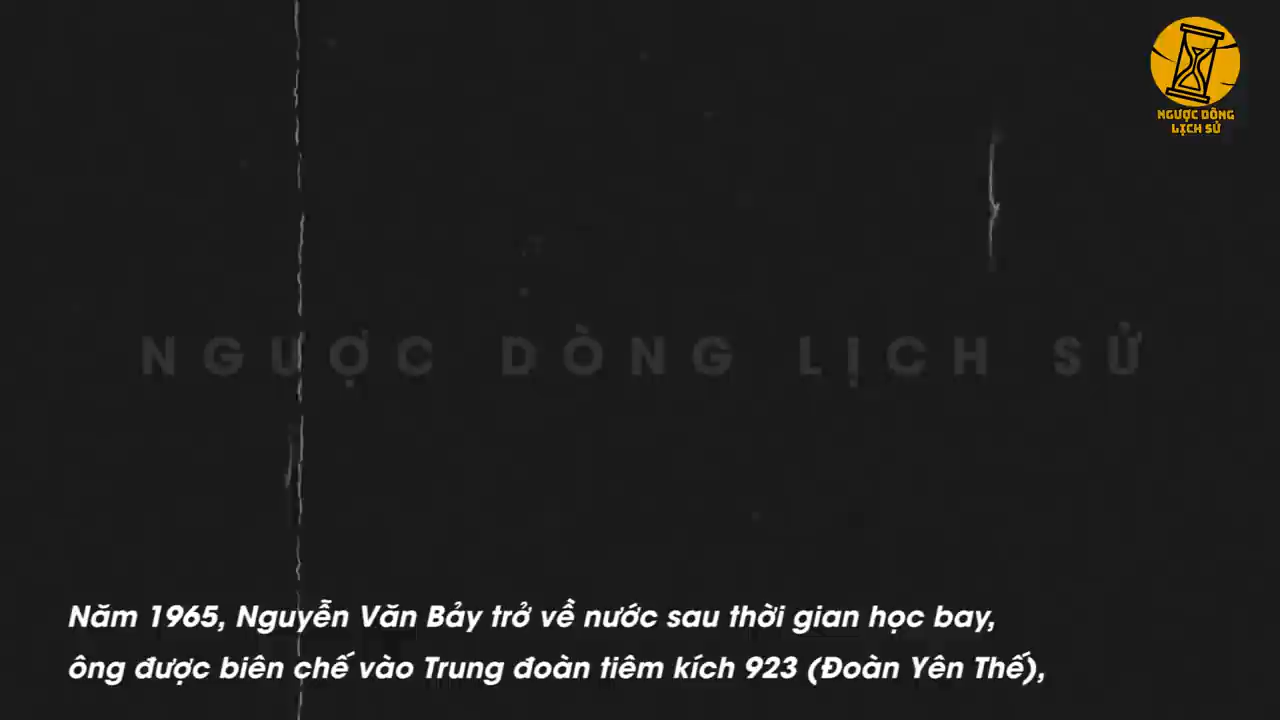 NGƯỢC DÒNG
LỊCH SỬ
NGƯỢC DÒNG LỊCH SỬ
Năm 1965, Nguyễn Văn Bảy trở về nước sau thời gian học bay,
ông được biên chế vào Trung đoàn tiêm kích 923 (Đoàn Yên Thế),